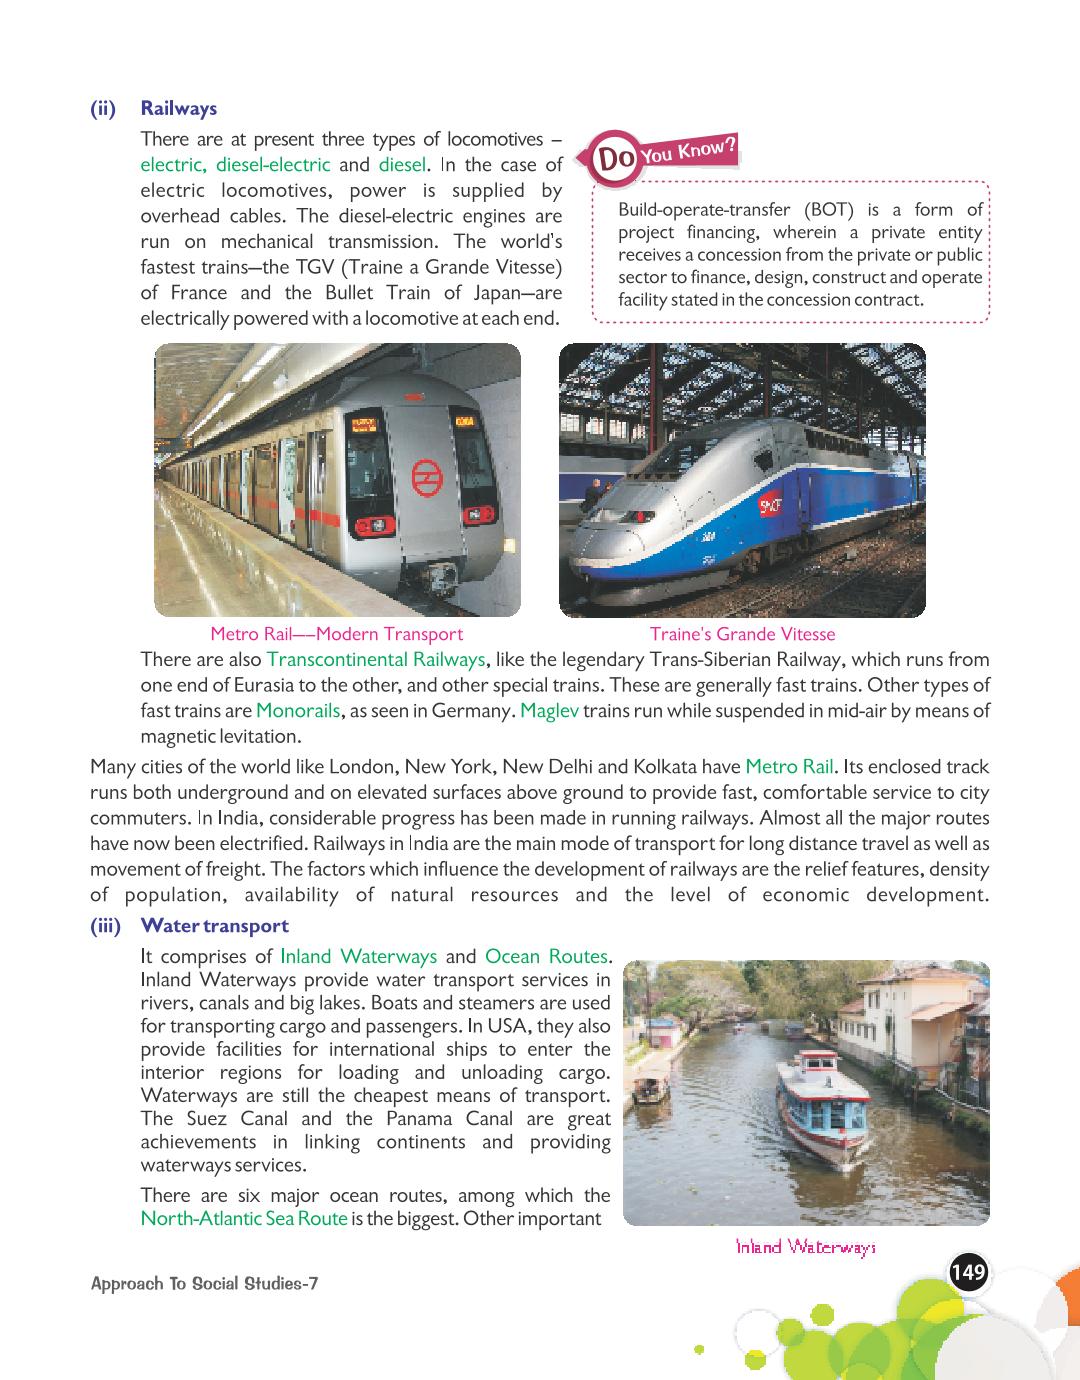 (ii) Railways
There are at present three types of locomotives –
electric, diesel-electric and diesel. In the case of
electric locomotives, power is supplied by
overhead cables. The diesel-electric engines are
run on mechanical transmission. The world's
fastest trains—the TGV (Traine a Grande Vitesse)
of France and the Bullet Train of Japan—are
electrically powered with a locomotive at each end.
Do You Know?
Build-operate-transfer (BOT) is a form of
project financing, wherein a private entity
receives a concession from the private or public
sector to finance, design, construct and operate
facility stated in the concession contract.
SNCF
Metro Rail––Modern Transport
Traine's Grande Vitesse
There are also Transcontinental Railways, like the legendary Trans-Siberian Railway, which runs from
one end of Eurasia to the other, and other special trains. These are generally fast trains. Other types of
fast trains are Monorails, as seen in Germany. Maglev trains run while suspended in mid-air by means of
magnetic levitation.
Many cities of the world like London, New York, New Delhi and Kolkata have Metro Rail. Its enclosed track
runs both underground and on elevated surfaces above ground to provide fast, comfortable service to city
commuters. In India, considerable progress has been made in running railways. Almost all the major routes
have now been electrified. Railways in India are the main mode of transport for long distance travel as well as
movement of freight. The factors which influence the development of railways are the relief features, density
of population, availability of natural resources and the level of economic development.
(iii) Water transport
It comprises of Inland Waterways and Ocean Routes.
Inland Waterways provide water transport services in
rivers, canals and big lakes. Boats and steamers are used
for transporting cargo and passengers. In USA, they also
provide facilities for international ships to enter the
interior regions for loading and unloading cargo.
Waterways are still the cheapest means of transport.
The Suez Canal and the Panama Canal are great
achievements in linking continents and providing
waterways services.
There are six major ocean routes, among which the
North-Atlantic Sea Route is the biggest. Other important
Inland Waterways
Approach To Social Studies-7
149